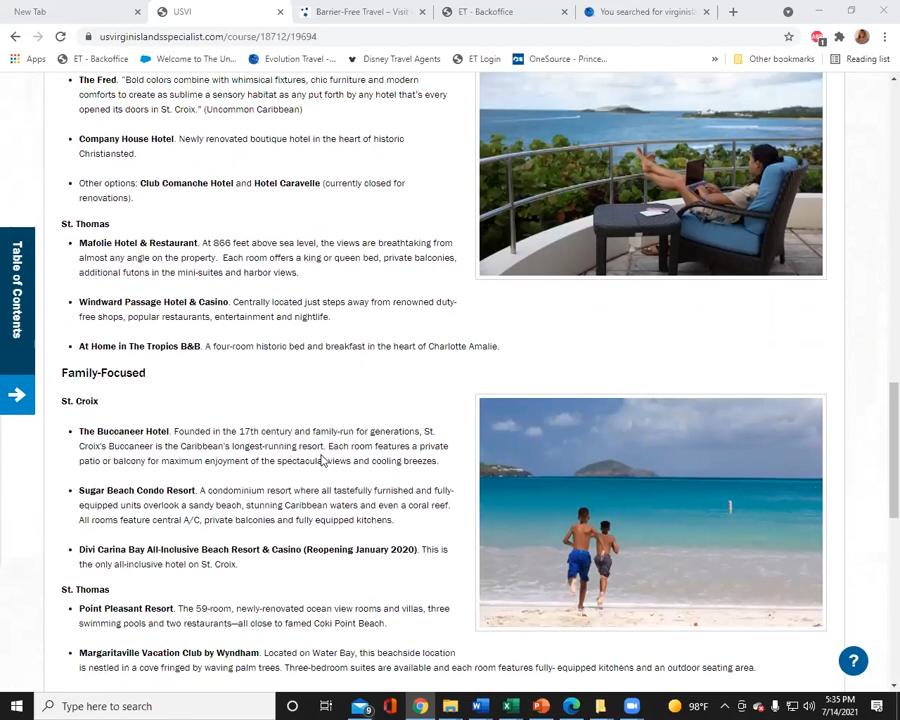 New Tab
USVI
Barrier-Free Travel – Visit
ET - Backoffice
You searched for virginisl
usvirginislandsspecialist.com/course/18712/19694
1
Apps
ET - Backoffice
Evolution Travel -...
Disney Travel Agents
ET Login
OneSource - Prince...
»
Other bookmarks
Reading list
The Fred. “Bold colors combine with whimsical fixtures, chic furniture and modern
comforts to create as sublime a sensory habitat as any put forth by any hotel that's every
opened its doors in St. Croix.” (Uncommon Caribbean)
Company House Hotel. Newly renovated boutique hotel in the heart of historic
Christiansted.
Other options: Club Comanche Hotel and Hotel Caravelle (currently closed for
renovations).
St. Thomas
Mafolie Hotel & Restaurant. At 866 feet above sea level, the views are breathtaking from
almost any angle on the property. Each room offers a king or queen bed, private balconies,
additional futons in the mini-suites and harbor views.
Windward Passage Hotel & Casino. Centrally located just steps away from renowned duty-
free shops, popular restaurants, entertainment and nightlife.
At Home in The Tropics B&B. A four-room historic bed and breakfast in the heart of Charlotte Amalie.
Family-Focused
St. Croix
The Buccaneer Hotel. Founded in the 17th century and family-run for generations, St.
Croix's Buccaneer is the Caribbean's longest-running resort. Each room features a private
patio or balcony for maximum enjoyment of the spectacular views and cooling breezes.
Sugar Beach Condo Resort. A condominium resort where all tastefully furnished and fully-
equipped units overlook a sandy beach, stunning Caribbean waters and even a coral reef.
All rooms feature central A/C, private balconies and fully equipped kitchens.
Divi Carina Bay All-Inclusive Beach Resort & Casino (Reopening January 2020). This is
the only all-inclusive hotel on St. Croix.
St. Thomas
Point Pleasant Resort. The 59-room, newly-renovated ocean view rooms and villas, three
swimming pools and two restaurants—all close to famed Coki Point Beach.
Margaritaville Vacation Club by Wyndham. Located on Water Bay, this beachside location
is nestled in a cove fringed by waving palm trees. Three-bedroom suites are available and each room features fully- equipped kitchens and an outdoor seating area.
Table of Contents
?
Type here to search
9
98°F
5:35 PM
7/14/2021